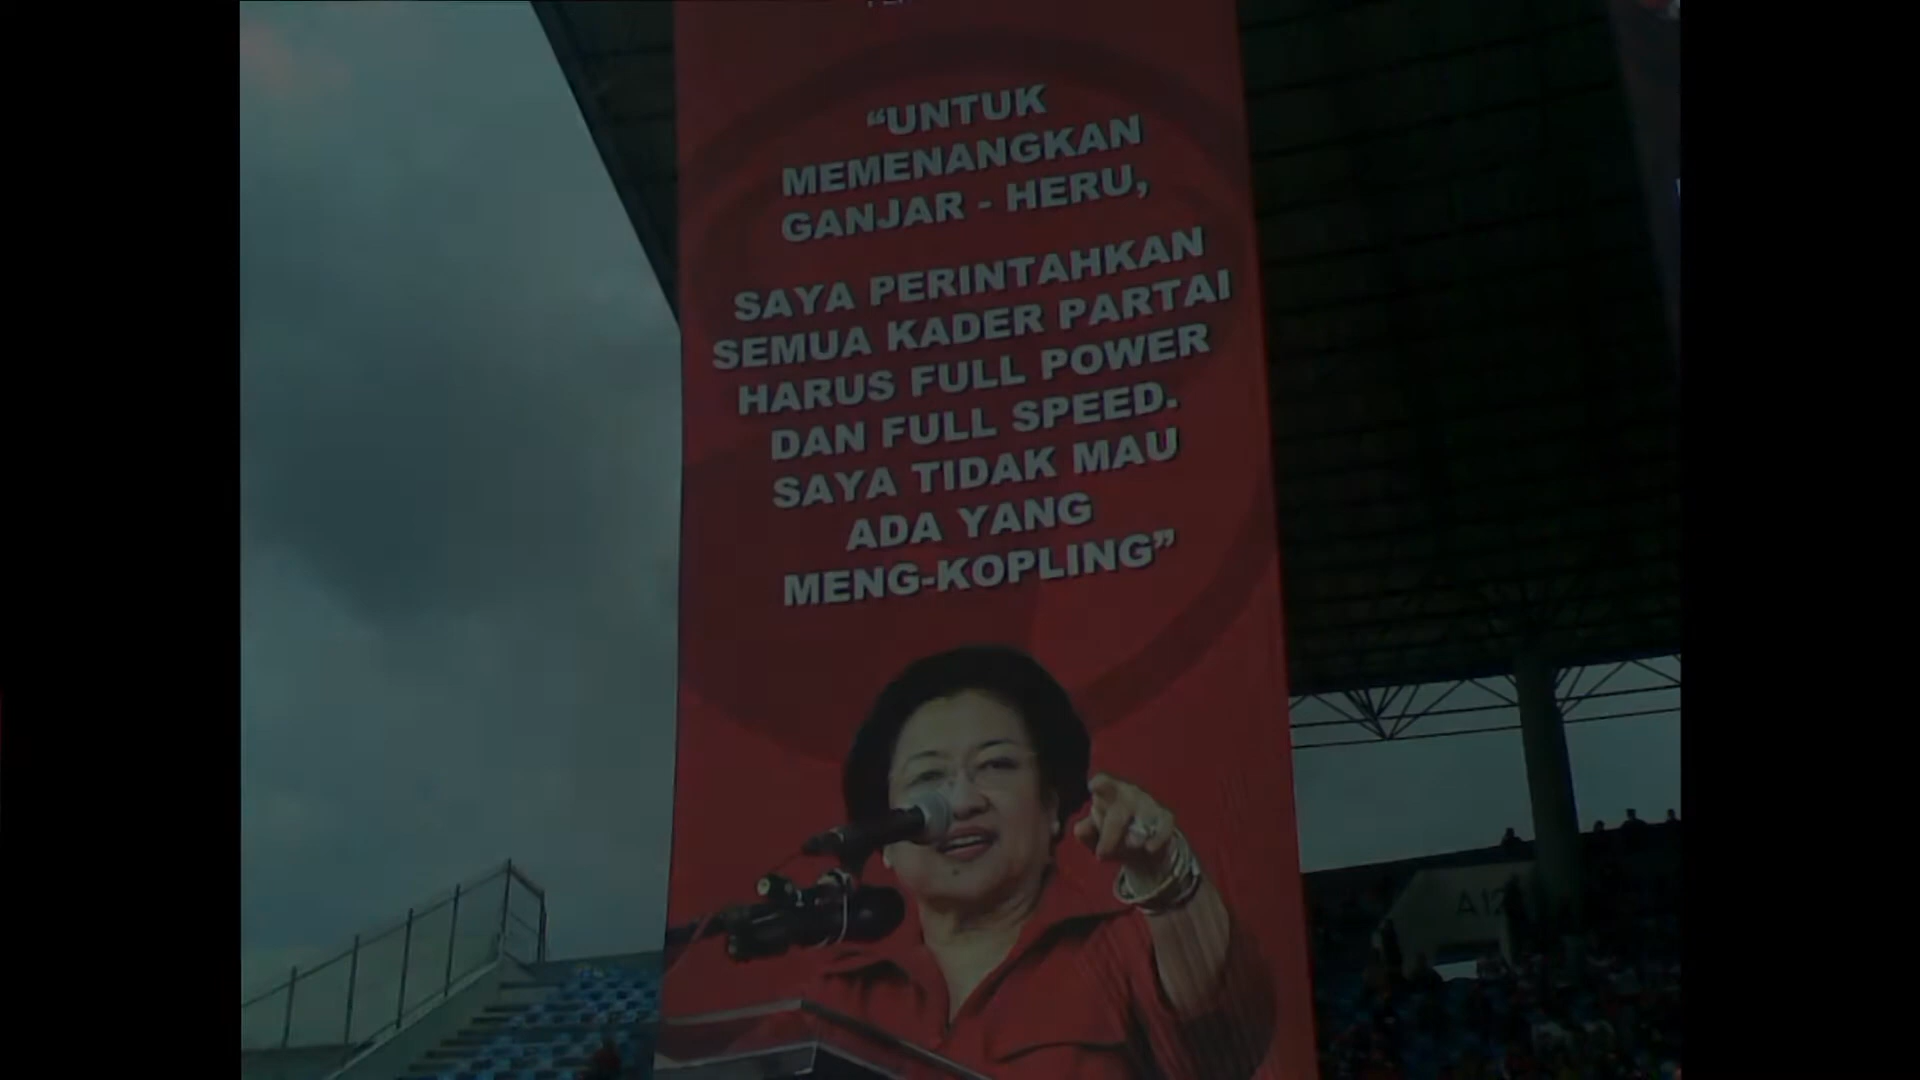 “UNTUK
MEMENANGKAN
GANJAR - HERU,
SAYA PERINTAHKAN
SEMUA KADER PARTAI
HARUS FULL POWER
DAN FULL SPEED.
SAYA TIDAK MAU
ADA YANG
MENG-KOPLING”
A12